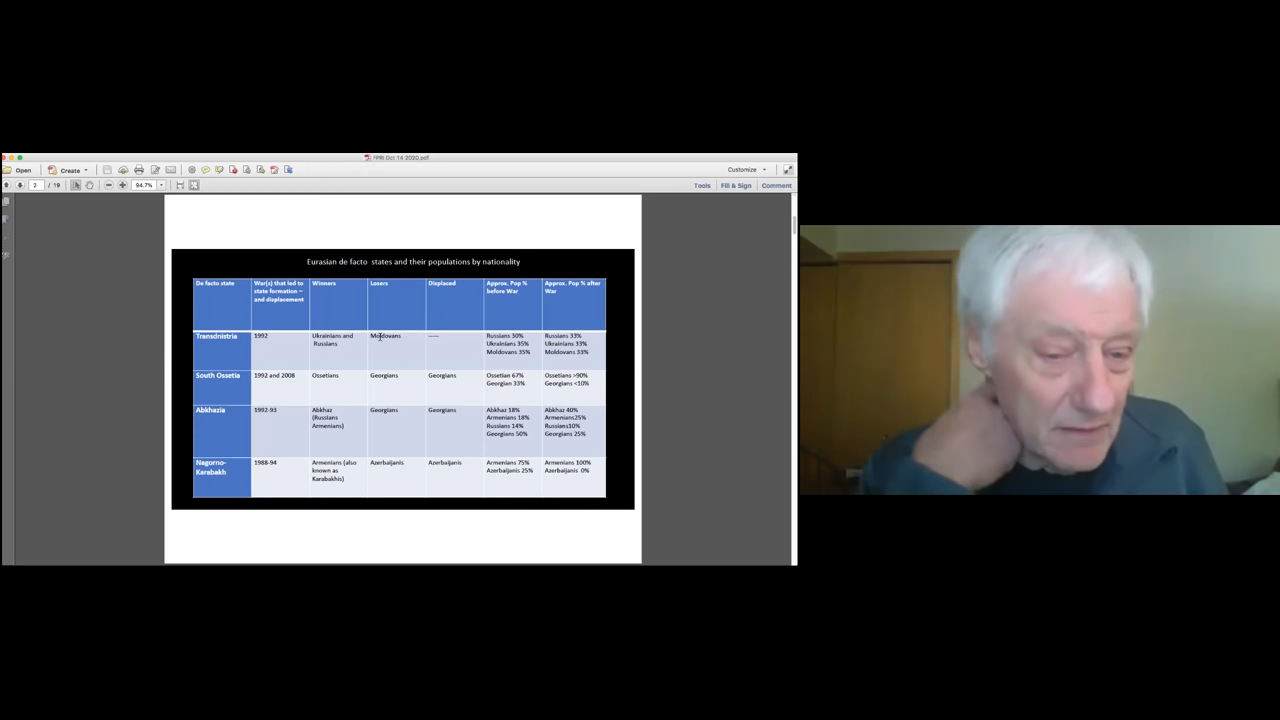 FPRI Oct 14 2020.pdf
Open
Create
Customize
2 / 19
94.7%
Tools
Fill & Sign
Comment
Eurasian de facto states and their populations by nationality
De facto state
War(s) that led to
state formation –
and displacement
Winners
Losers
Displaced
Approx. Pop %
before War
Approx. Pop % after
War
Transdnistria
1992
Ukrainians and
Russians
Moldovans
----
Russians 30%
Ukrainians 35%
Moldovans 35%
Russians 33%
Ukrainians 33%
Moldovans 33%
South Ossetia
1992 and 2008
Ossetians
Georgians
Georgians
Ossetian 67%
Georgian 33%
Ossetians >90%
Georgians <10%
Abkhazia
1992-93
Abkhaz
(Russians
Armenians)
Georgians
Georgians
Abkhaz 18%
Armenians 18%
Russians 14%
Georgians 50%
Abkhaz 40%
Armenians25%
Russians10%
Georgians 25%
Nagorno-
Karabakh
1988-94
Armenians (also
known as
Karabakhis)
Azerbaijanis
Azerbaijanis
Armenians 75%
Azerbaijanis 25%
Armenians 100%
Azerbaijanis 0%